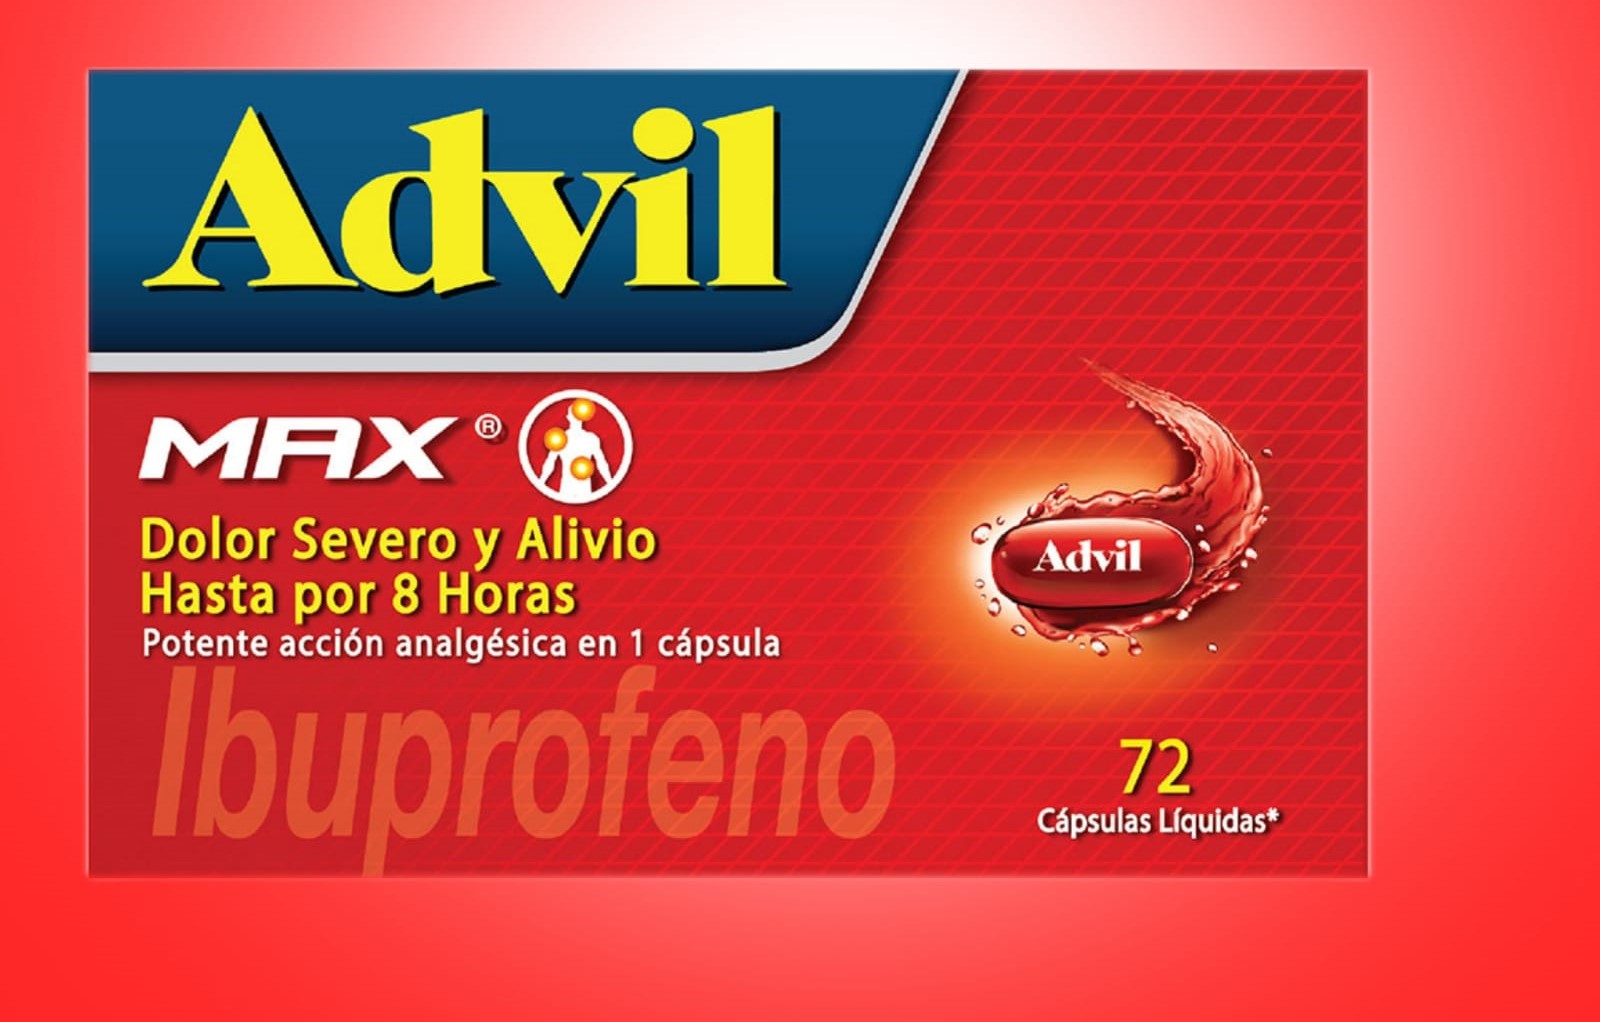 Advil
MAX®
Dolor Severo y Alivio
Hasta por 8 Horas
Potente acción analgésica en 1 cápsula
Ibuprofeno
Advil
72
Cápsulas Líquidas*